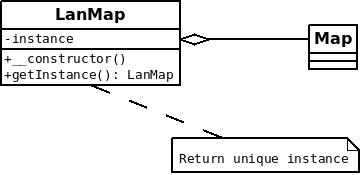 LanMap
-instance
+__constructor()
+getInstance(): LanMap
Map
Return unique instance